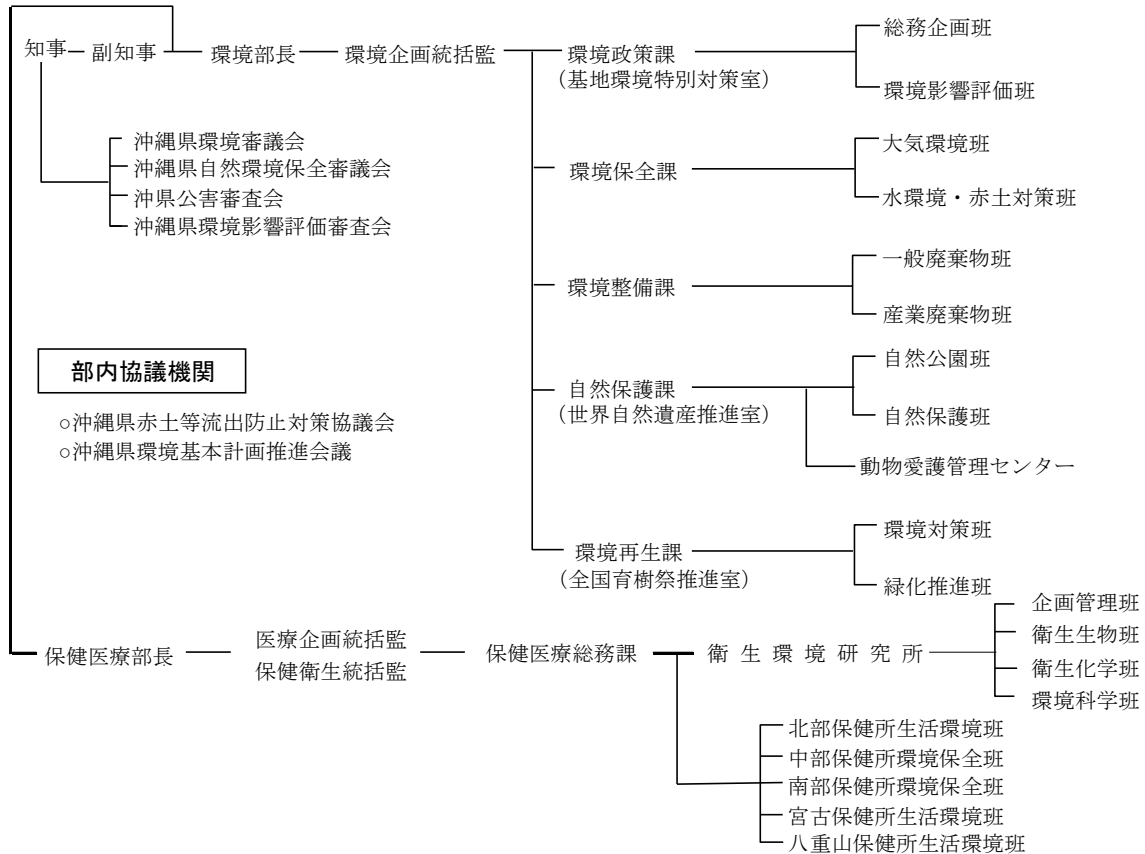 知事
副知事
環境部長
環境企画統括監
環境政策課
(基地環境特別対策室)
総務企画班
環境影響評価班
沖縄県環境審議会
沖縄県自然環境保全審議会
沖県公害審査会
沖縄県環境影響評価審査会
環境保全課
大気環境班
水環境・赤土対策班
環境整備課
一般廃棄物班
産業廃棄物班
部内協議機関
○沖縄県赤土等流出防止対策協議会
○沖縄県環境基本計画推進会議
自然保護課
(世界自然遺産推進室)
自然公園班
自然保護班
動物愛護管理センター
環境再生課
(全国育樹祭推進室)
環境対策班
緑化推進班
保健医療部長
医療企画統括監
保健衛生統括監
保健医療総務課
衛生環境研究所
企画管理班
衛生生物班
衛生化学班
環境科学班
北部保健所生活環境班
中部保健所環境保全班
南部保健所環境保全班
宮古保健所生活環境班
八重山保健所生活環境班